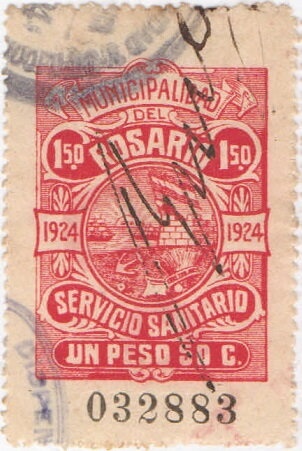 MUNICIPALIDAD
DEL
1.50 ROSARIO 1.50
1924 1924
SERVICIO SANITARIO
UN PESO 50 C.
032883